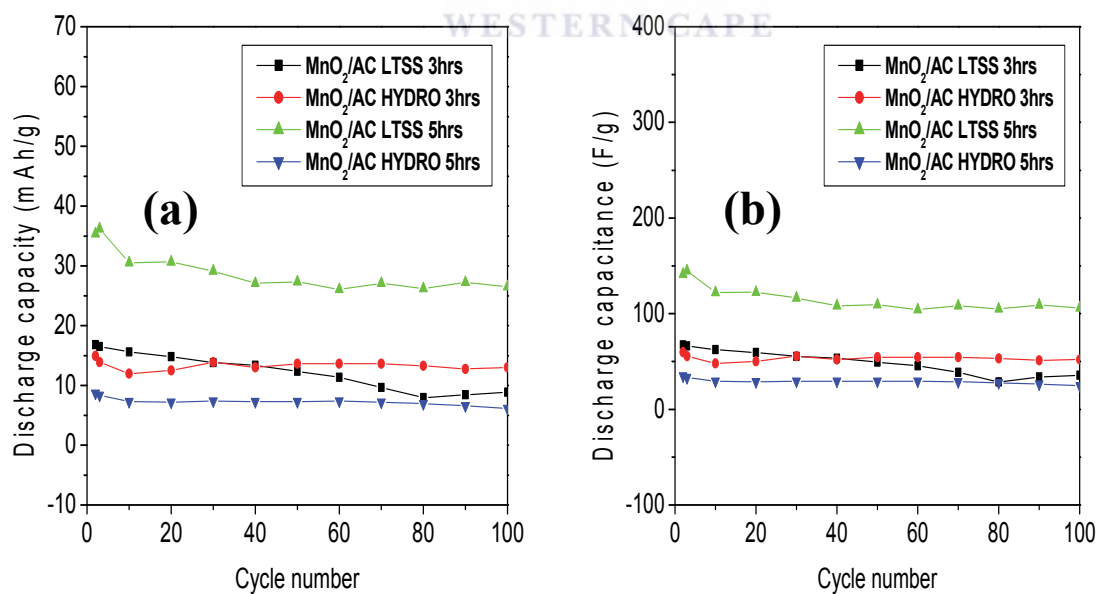 WESTERN CAPE
70
60
50
40
30
20
10
0
-10
Discharge capacity (mAh/g)
MnO2/AC LTSS 3hrs
MnO2/AC HYDRO 3hrs
MnO2/AC LTSS 5hrs
MnO2/AC HYDRO 5hrs
(a)
0 20 40 60 80 100
Cycle number
400
300
200
100
0
-100
Discharge capacitance (F/g)
MnO2/AC LTSS 3hrs
MnO2/AC HYDRO 3hrs
MnO2/AC LTSS 5hrs
MnO2/AC HYDRO 5hrs
(b)
0 20 40 60 80 100
Cycle number